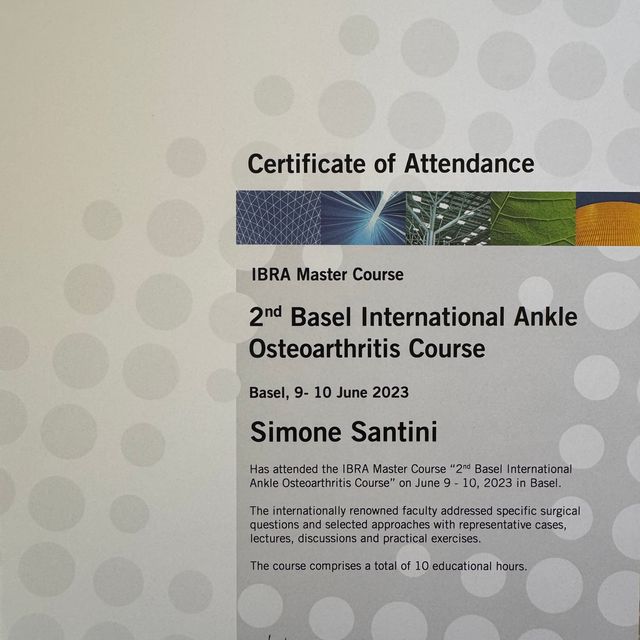 Certificate of Attendance
IBRA Master Course
2nd Basel International Ankle
Osteoarthritis Course
Basel, 9- 10 June 2023
Simone Santini
Has attended the IBRA Master Course “2nd Basel International
Ankle Osteoarthritis Course” on June 9 - 10, 2023 in Basel.
The internationally renowned faculty addressed specific surgical
questions and selected approaches with representative cases,
lectures, discussions and practical exercises.
The course comprises a total of 10 educational hours.